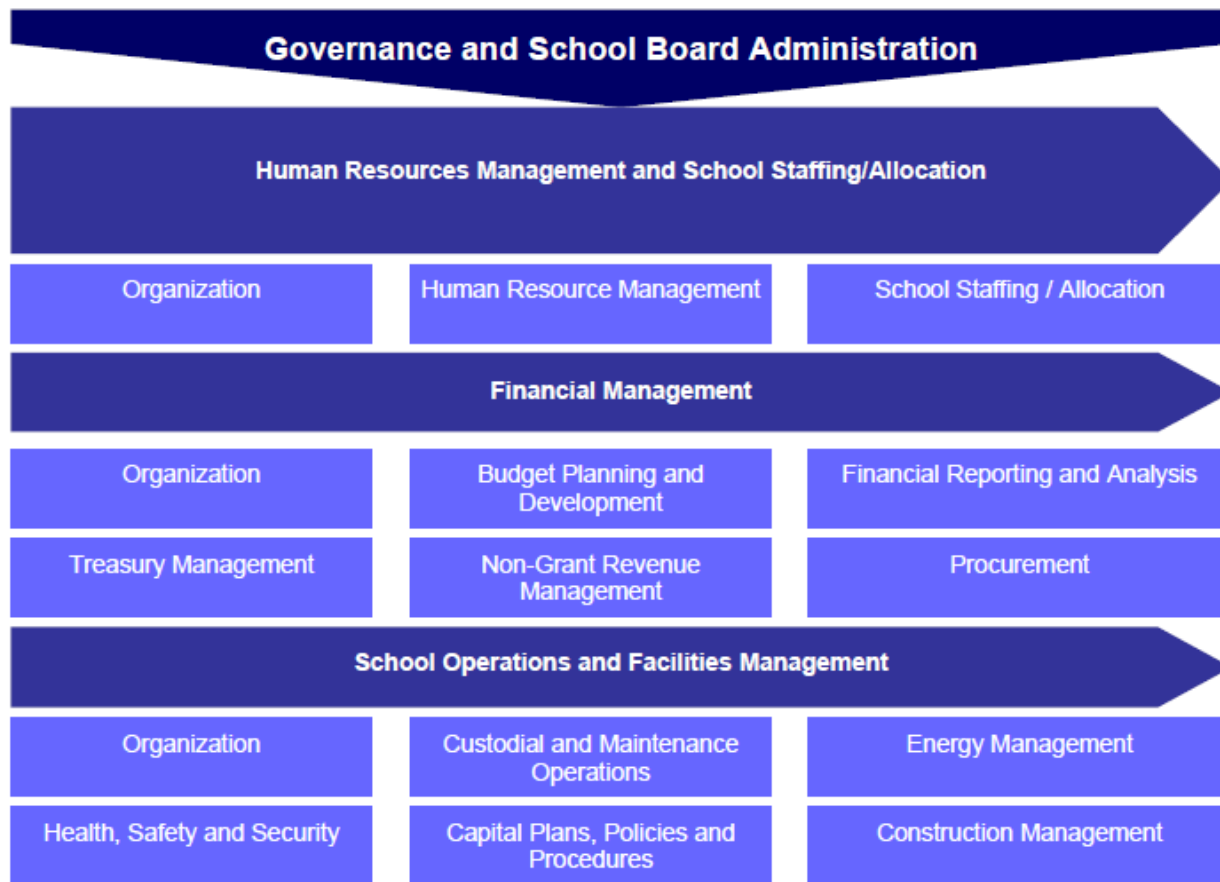 Governance and School Board Administration
Human Resources Management and School Staffing/Allocation
Organization
Human Resource Management
School Staffing / Allocation
Financial Management
Organization
Budget Planning and
Development
Financial Reporting and Analysis
Treasury Management
Non-Grant Revenue
Management
Procurement
School Operations and Facilities Management
Organization
Custodial and Maintenance
Operations
Energy Management
Health, Safety and Security
Capital Plans, Policies and
Procedures
Construction Management